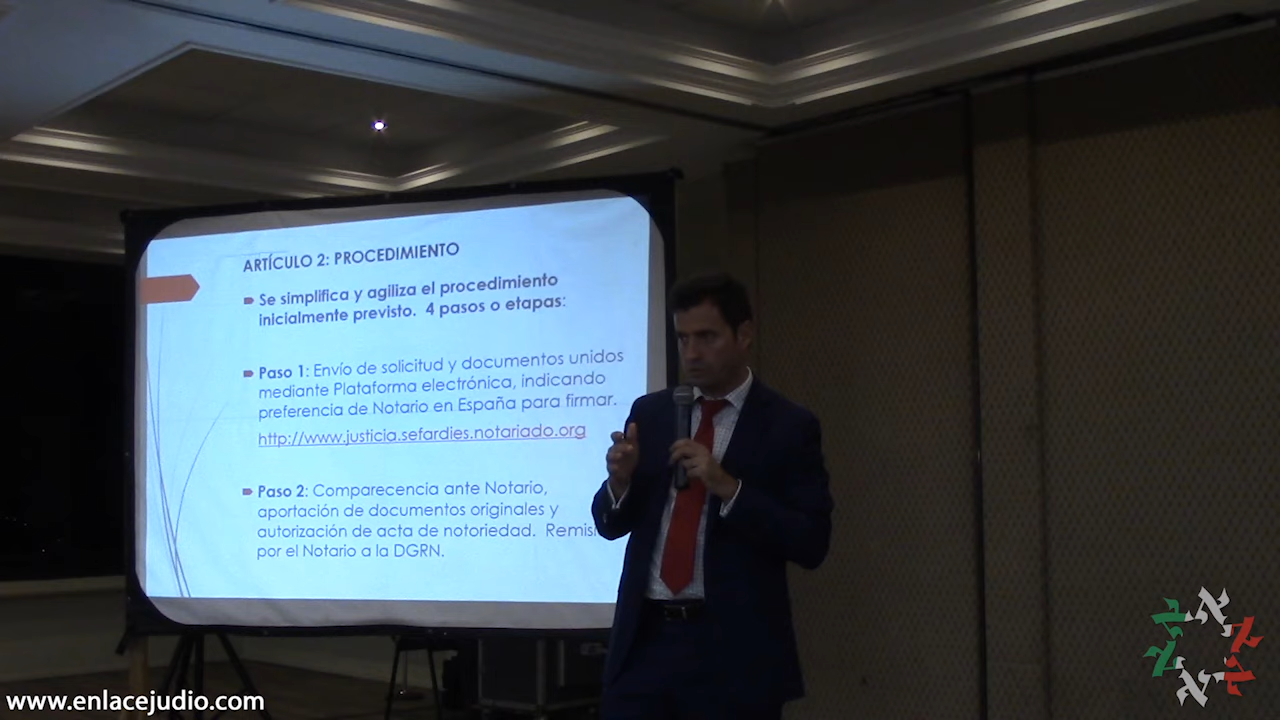 ARTÍCULO 2: PROCEDIMIENTO
Se simplifica y agiliza el procedimiento
inicialmente previsto. 4 pasos o etapas:
Paso 1: Envío de solicitud y documentos unidos
mediante Plataforma electrónica, indicando
preferencia de Notario en España para firmar.
http://www.justicia.sefardies.notariado.org
Paso 2: Comparecencia ante Notario,
aportación de documentos originales y
autorización de acta de notoriedad. Remisi
por el Notario a la DGRN.
www.enlacejudio.com
א א א א א א